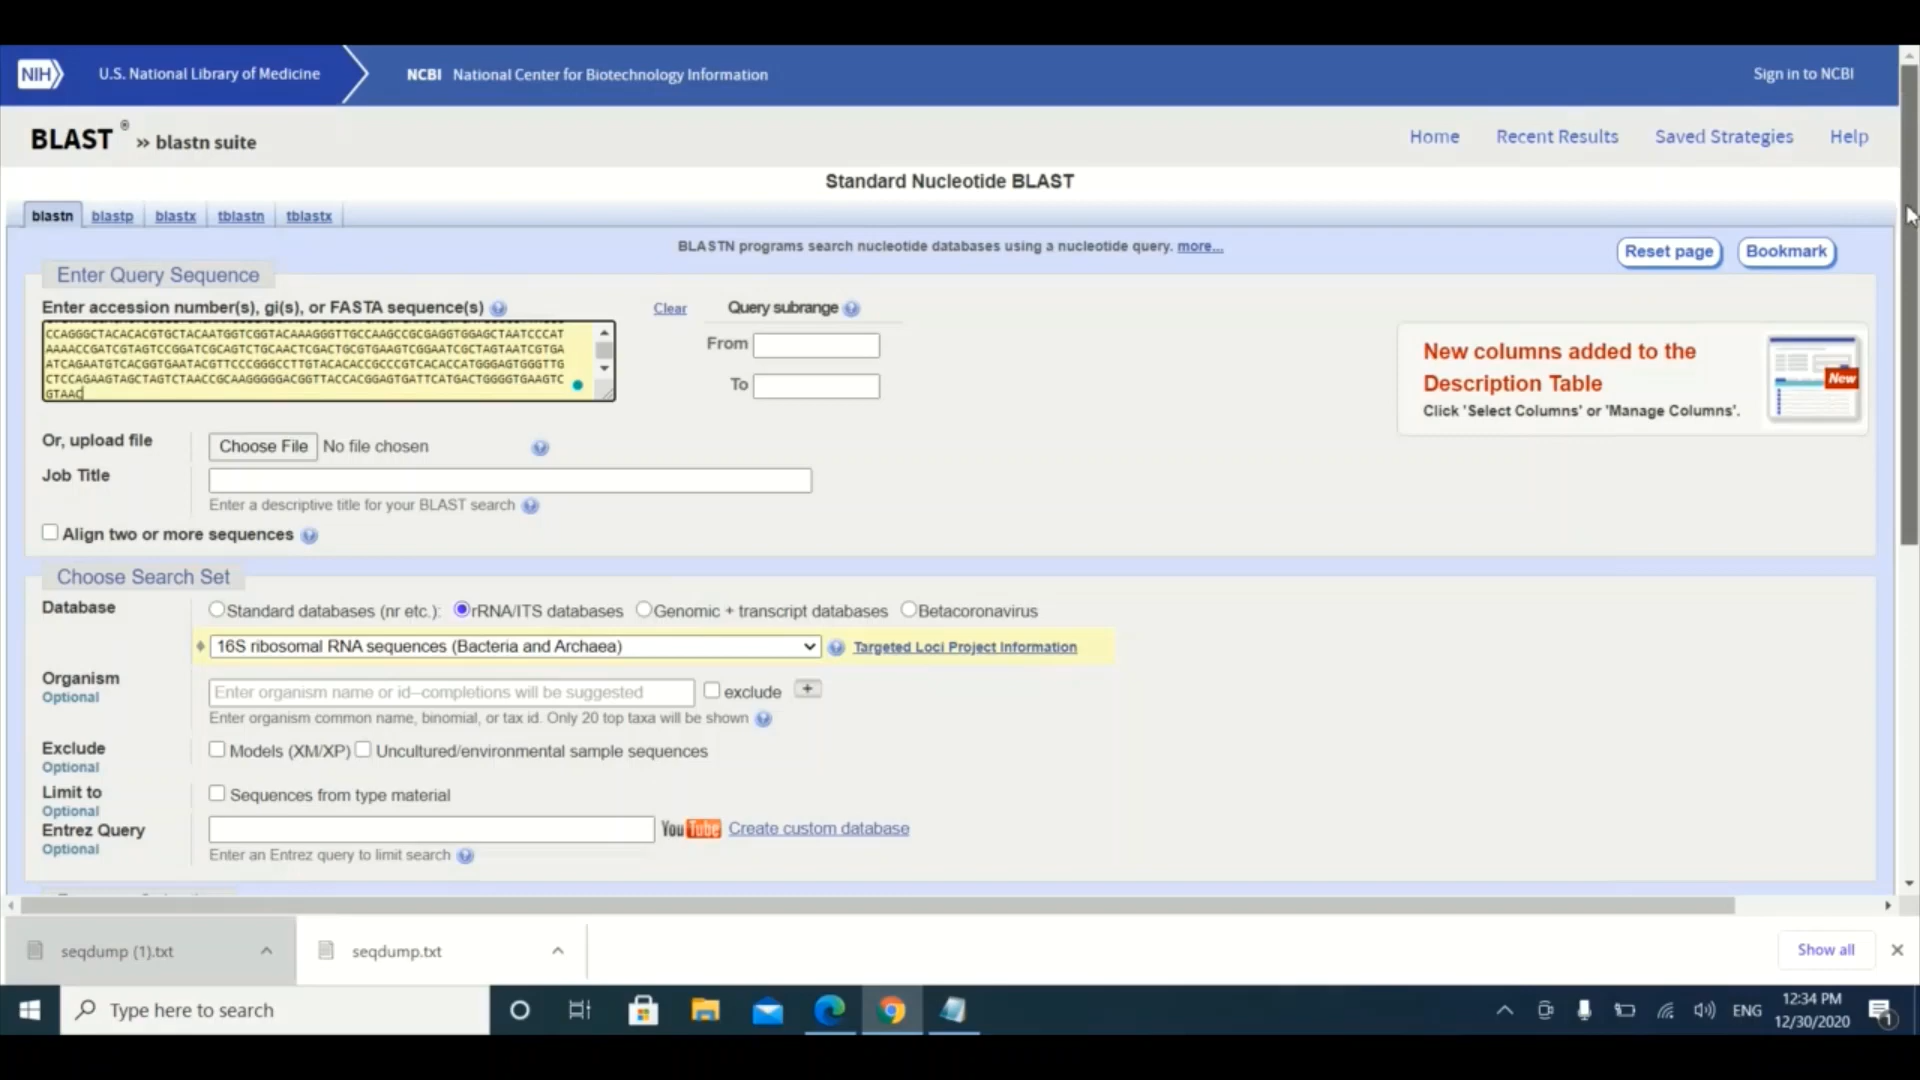 NIH U.S. National Library of Medicine NCBI National Center for Biotechnology Information Sign in to NCBI
BLAST ® » blastn suite Home Recent Results Saved Strategies Help
Standard Nucleotide BLAST
blastn blastp blastx tblastn tblastx
BLASTN programs search nucleotide databases using a nucleotide query. more... Reset page Bookmark
Enter Query Sequence
Enter accession number(s), gi(s), or FASTA sequence(s) Clear Query subrange
CCAGGGCTACACACGTGCTACAATGGTCGGTACAAAGGGTTGCCAAGCCGCGAGGTGGAGCTAATCCCAT
AAAACCGATCGTAGTCCGGATCGCAGTCTGCAACTCGACTGCGTGAAGTCGGAATCGCTAGTAATCGTGA
ATCAGAATGTCACGGTGAATACGTTCCCGGGCCTTGTACACACCGCCCGTCACACCATGGGAGTGGGTTG
CTCCAGAAGTAGCTAGTCTAACCGCAAGGGGGACGGTTACCACGGAGTGATTCATGACTGGGGTGAAGTC
GTAAC
From
To
New columns added to the
Description Table
Click 'Select Columns' or 'Manage Columns'.
New
Or, upload file Choose File No file chosen
Job Title
Enter a descriptive title for your BLAST search
Align two or more sequences
Choose Search Set
Database Standard databases (nr etc.): rRNA/ITS databases Genomic + transcript databases Betacoronavirus
16S ribosomal RNA sequences (Bacteria and Archaea) Targeted Loci Project Information
Organism
Optional
Enter organism name or id--completions will be suggested exclude +
Enter organism common name, binomial, or tax id. Only 20 top taxa will be shown
Exclude
Optional
Models (XM/XP) Uncultured/environmental sample sequences
Limit to
Optional
Sequences from type material
Entrez Query
Optional
YouTube Create custom database
Enter an Entrez query to limit search
seqdump (1).txt seqdump.txt Show all
Type here to search ENG 12:34 PM
12/30/2020 1